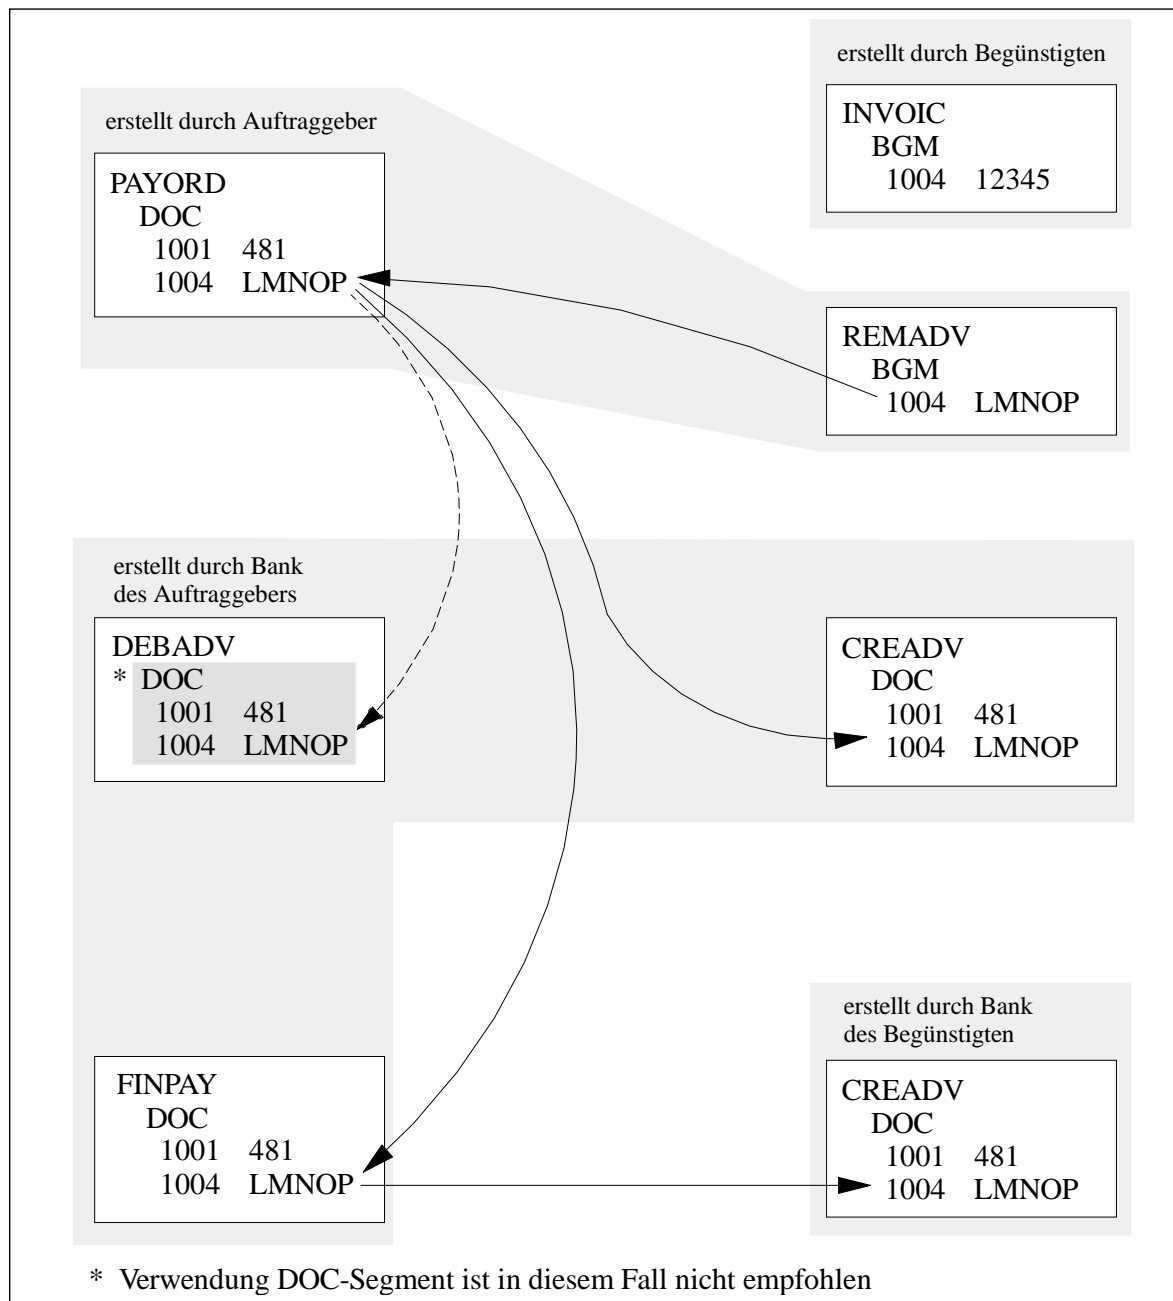 erstellt durch Begünstigten
INVOIC
BGM
1004 12345
erstellt durch Auftraggeber
PAYORD
DOC
1001 481
1004 LMNOP
REMADV
BGM
1004 LMNOP
erstellt durch Bank
des Auftraggebers
DEBADV
* DOC
1001 481
1004 LMNOP
CREADV
DOC
1001 481
1004 LMNOP
FINPAY
DOC
1001 481
1004 LMNOP
erstellt durch Bank
des Begünstigten
CREADV
DOC
1001 481
1004 LMNOP
* Verwendung DOC-Segment ist in diesem Fall nicht empfohlen